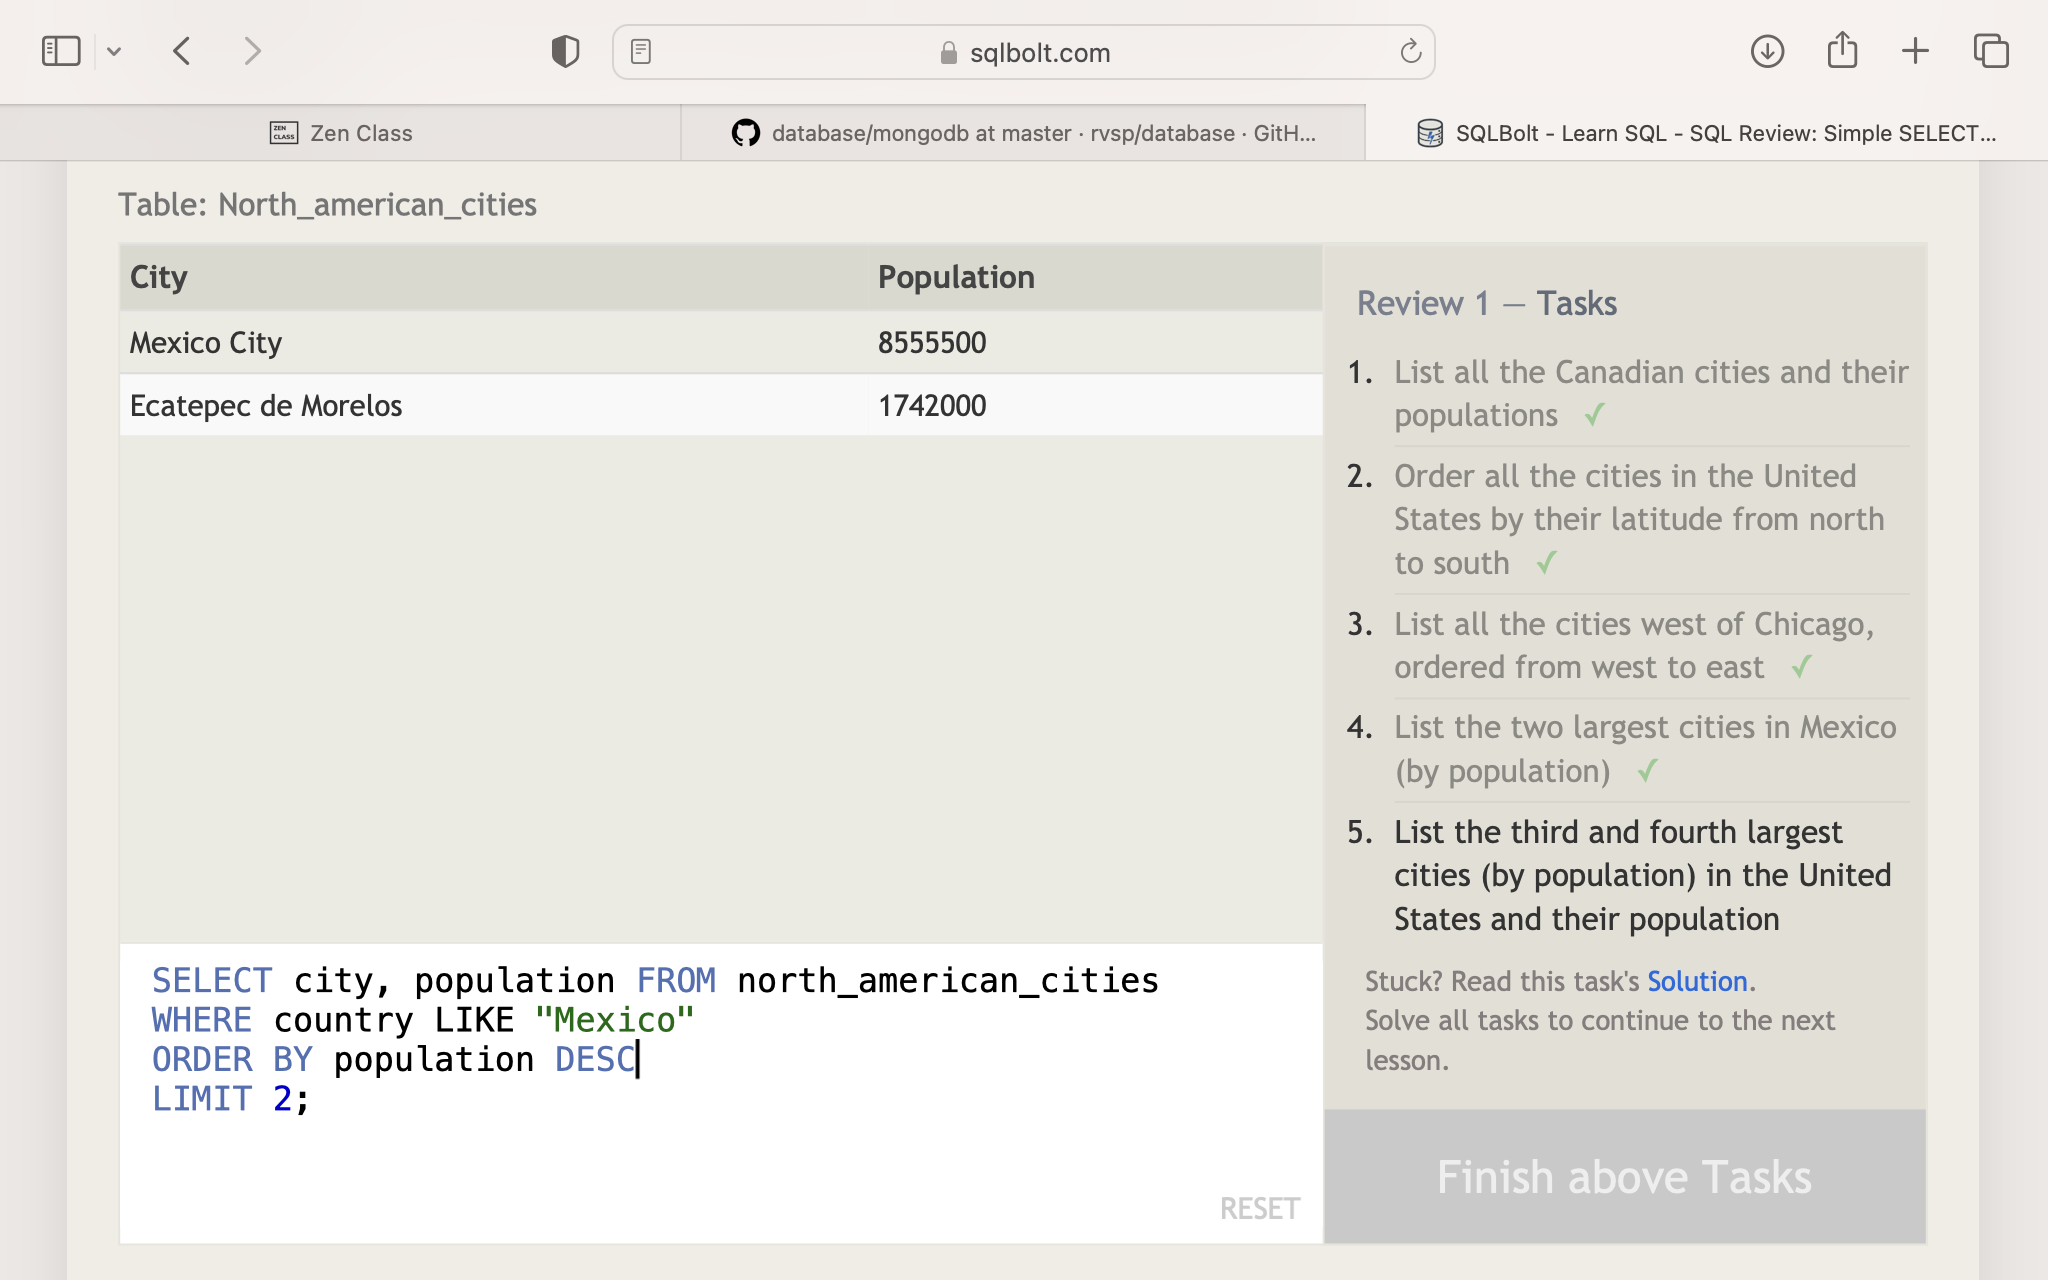 sqlbolt.com
ZEN CLASS Zen Class
database/mongodb at master · rvsp/database · GitH...
SQLBolt - Learn SQL - SQL Review: Simple SELECT...
Table: North_american_cities
City Population
Mexico City 8555500
Ecatepec de Morelos 1742000
SELECT city, population FROM north_american_cities
WHERE country LIKE "Mexico"
ORDER BY population DESC
LIMIT 2;
RESET
Review 1 — Tasks
1. List all the Canadian cities and their
populations ✓
2. Order all the cities in the United
States by their latitude from north
to south ✓
3. List all the cities west of Chicago,
ordered from west to east ✓
4. List the two largest cities in Mexico
(by population) ✓
5. List the third and fourth largest
cities (by population) in the United
States and their population
Stuck? Read this task's Solution.
Solve all tasks to continue to the next
lesson.
Finish above Tasks